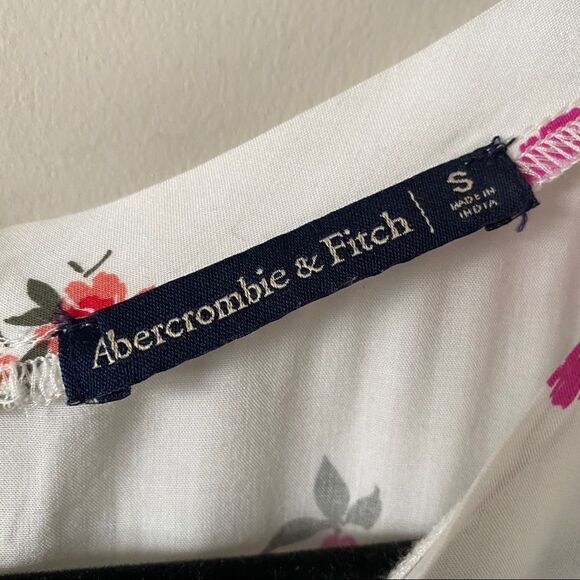 Abercrombie & Fitch
S
MADE IN
INDIA